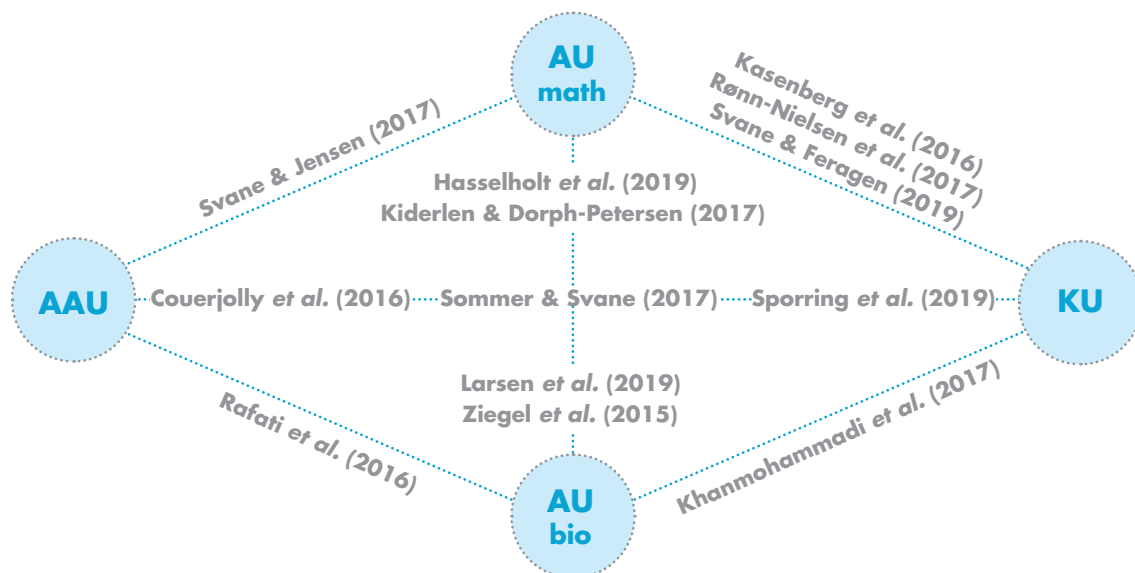 AU
math
Kasenberg et al. (2016)
Rønn-Nielsen et al. (2017)
Svane & Feragen (2019)
Svane & Jensen (2017)
Hasselholt et al. (2019)
Kiderlen & Dorph-Petersen (2017)
AAU
Couerjolly et al. (2016)
Sommer & Svane (2017)
Sporring et al. (2019)
KU
Larsen et al. (2019)
Ziegel et al. (2015)
Rafati et al. (2016)
Khanmohammadi et al. (2017)
AU
bio